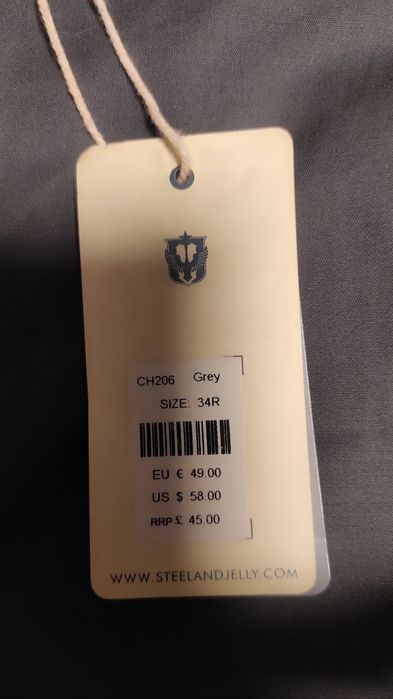 CH206 Grey
SIZE: 34R
EU € 49.00
US $ 58.00
RRP £ 45.00
WWW.STEELANDJELLY.COM